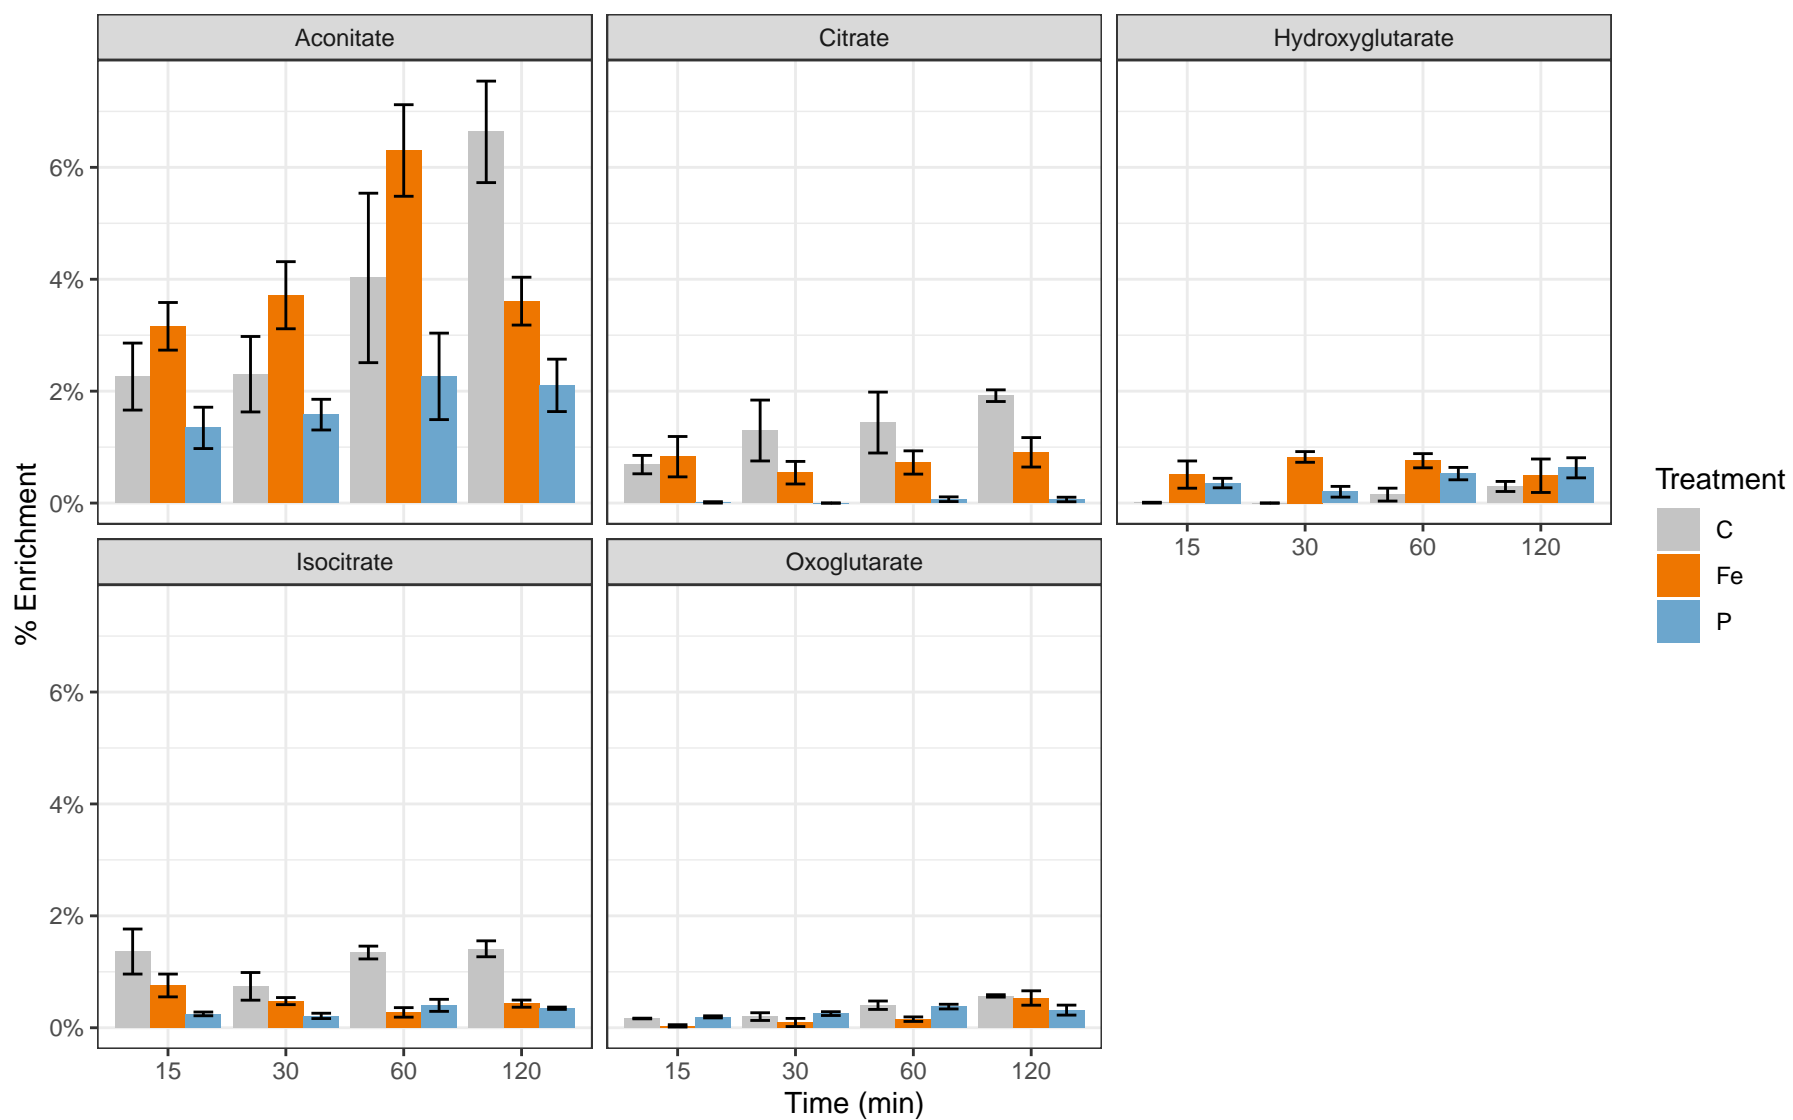 Aconitate
Citrate
Hydroxyglutarate
6%
4%
2%
0%
15 30 60 120
Isocitrate
Oxoglutarate
6%
4%
2%
0%
15 30 60 120
15 30 60 120
% Enrichment
Time (min)
Treatment
C
Fe
P